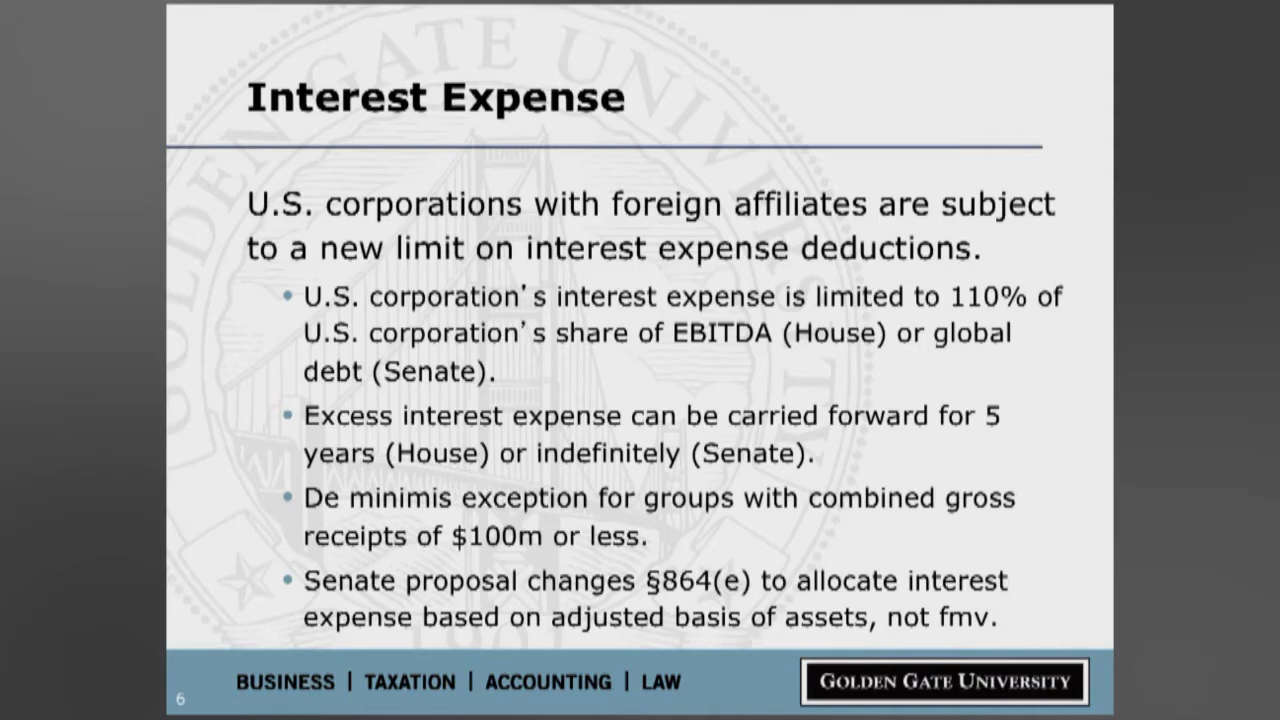 Interest Expense
U.S. corporations with foreign affiliates are subject
to a new limit on interest expense deductions.
• U.S. corporation's interest expense is limited to 110% of
U.S. corporation's share of EBITDA (House) or global
debt (Senate).
• Excess interest expense can be carried forward for 5
years (House) or indefinitely (Senate).
• De minimis exception for groups with combined gross
receipts of $100m or less.
• Senate proposal changes §864(e) to allocate interest
expense based on adjusted basis of assets, not fmv.
BUSINESS | TAXATION | ACCOUNTING | LAW
GOLDEN GATE UNIVERSITY
6
GOLDEN GATE UNIVERSITY